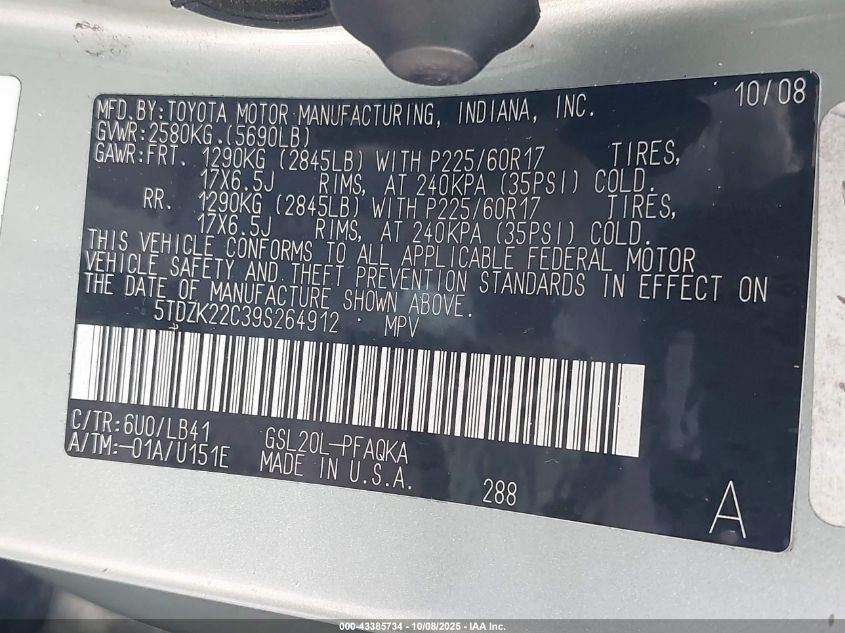 10/08
MFD.BY:TOYOTA MOTOR MANUFACTURING, INDIANA, INC.
GVWR:2580KG.(5690LB)
GAWR:FRT. 1290KG (2845LB) WITH P225/60R17 TIRES,
17X6.5J RIMS, AT 240KPA (35PSI) COLD.
RR. 1290KG (2845LB) WITH P225/60R17 TIRES,
17X6.5J RIMS, AT 240KPA (35PSI) COLD.
THIS VEHICLE CONFORMS TO ALL APPLICABLE FEDERAL MOTOR
VEHICLE SAFETY AND THEFT PREVENTION STANDARDS IN EFFECT ON
THE DATE OF MANUFACTURE SHOWN ABOVE.
5TDZK22C39S264912 MPV
C/TR:6U0/LB41 GSL20L-PFAQKA
A/TM:-01A/U151E MADE IN U.S.A. 288
A
000-43385734 - 10/08/2025 - IAA Inc.